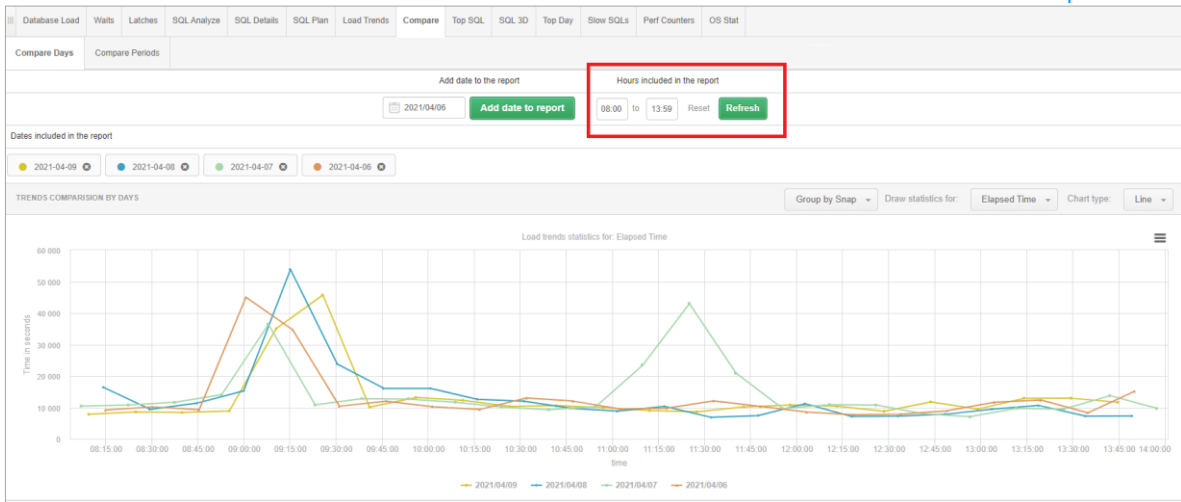 Database Load Waits Latches SQL Analyze SQL Details SQL Plan Load Trends Compare Top SQL SQL 3D Top Day Slow SQLs Perf Counters OS Stat
Compare Days Compare Periods
Add date to the report Hours included in the report
2021/04/06 Add date to report 08:00 to 13:59 Reset Refresh
Dates included in the report
2021-04-09 2021-04-08 2021-04-07 2021-04-06
TRENDS COMPARISION BY DAYS Group by Snap Draw statistics for: Elapsed Time Chart type: Line
Load trends statistics for: Elapsed Time
60 000
50 000
40 000
30 000
20 000
10 000
0
Time in seconds
08:15:00 08:30:00 08:45:00 09:00:00 09:15:00 09:30:00 09:45:00 10:00:00 10:15:00 10:30:00 10:45:00 11:00:00 11:15:00 11:30:00 11:45:00 12:00:00 12:15:00 12:30:00 12:45:00 13:00:00 13:15:00 13:30:00 13:45:00 14:00:00
time
2021/04/09 2021/04/08 2021/04/07 2021/04/06